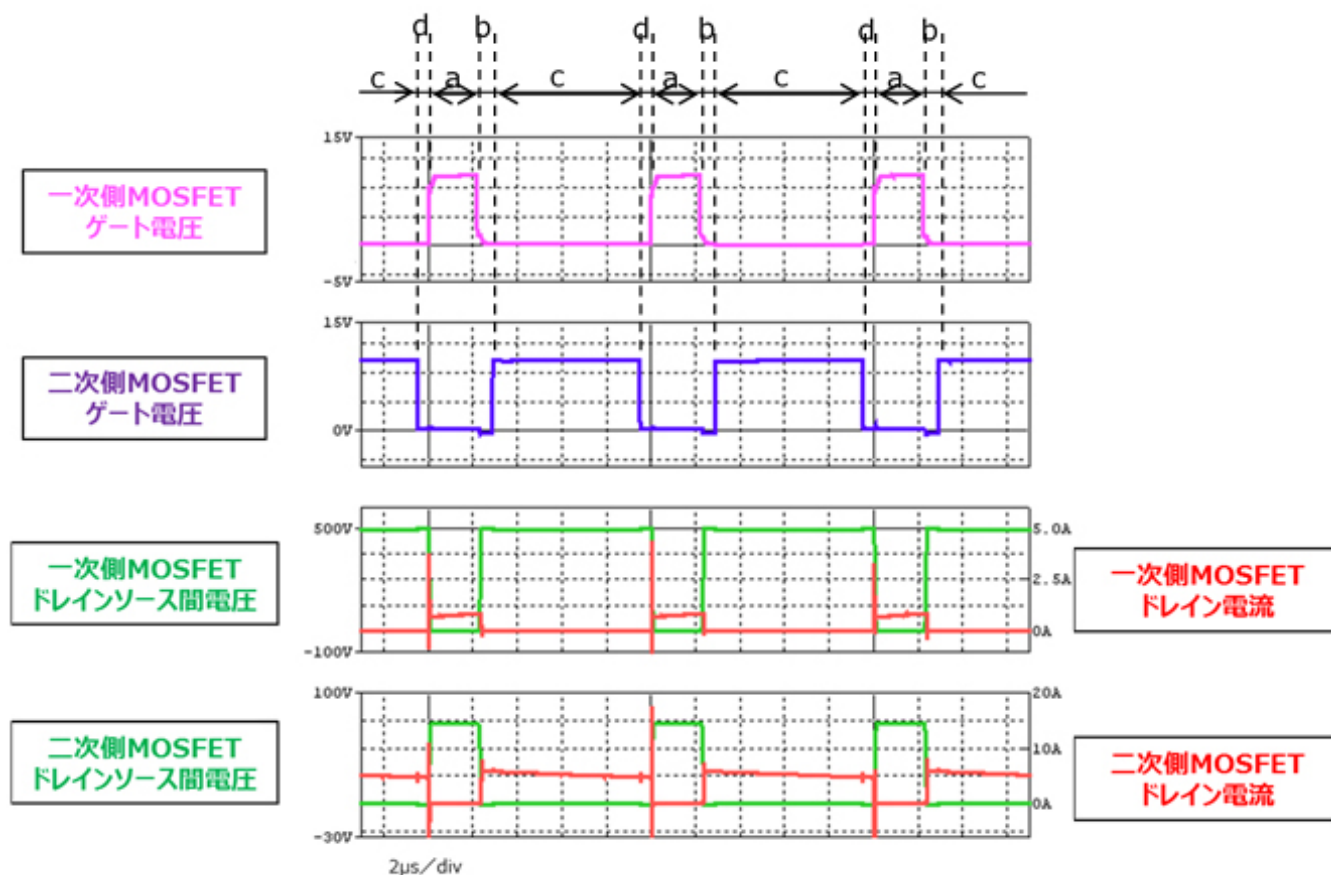 d b d b d b
c a c a c a c
15V
-5V
一次側MOSFET
ゲート電圧
15V
0V
二次側MOSFET
ゲート電圧
500V
-100V
5.0A
2.5A
0A
一次側MOSFET
ドレインソース間電圧
一次側MOSFET
ドレイン電流
100V
-30V
20A
10A
0A
二次側MOSFET
ドレインソース間電圧
二次側MOSFET
ドレイン電流
2μs／div